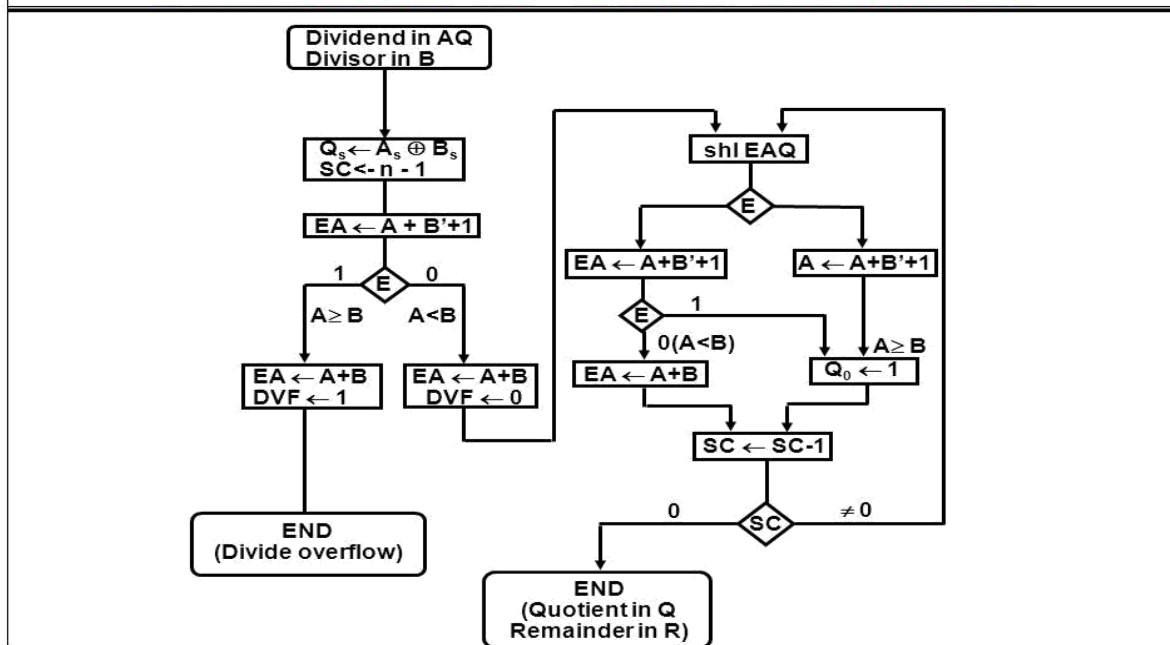 Dividend in AQ
Divisor in B
Qₛ ← Aₛ ⊕ Bₛ
SC<- n - 1
EA ← A + B'+1
E
1
0
A≥ B
A<B
EA ← A+B
DVF ← 1
EA ← A+B
DVF ← 0
END
(Divide overflow)
shl EAQ
E
EA ← A+B'+1
A ← A+B'+1
E
1
0(A<B)
A≥ B
EA ← A+B
Q₀ ← 1
SC ← SC-1
SC
0
≠0
END
(Quotient in Q
Remainder in R)